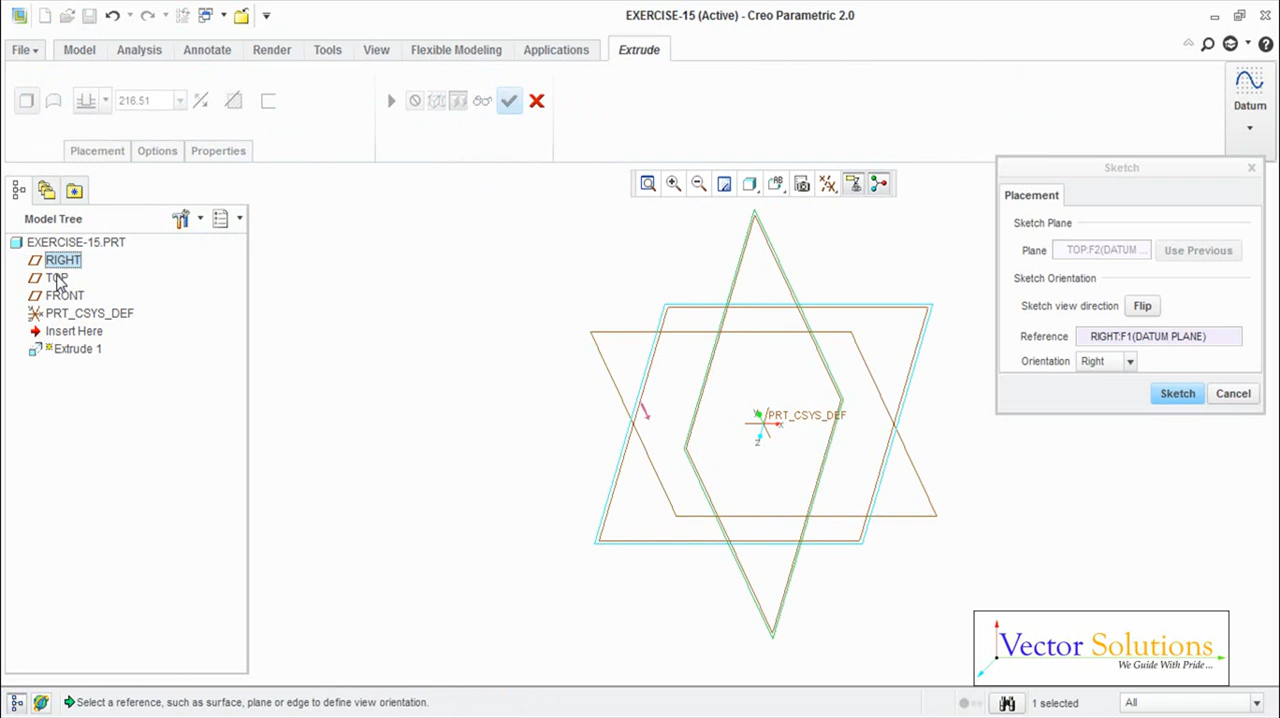 EXERCISE-15 (Active) - Creo Parametric 2.0
File Model Analysis Annotate Render Tools View Flexible Modeling Applications Extrude
216.51
Datum
Placement Options Properties
Sketch
Placement
Sketch Plane
Plane TOP:F2(DATUM ... Use Previous
Sketch Orientation
Sketch view direction Flip
Reference RIGHT:F1(DATUM PLANE)
Orientation Right
Sketch Cancel
Model Tree
EXERCISE-15.PRT
RIGHT
TOP
FRONT
PRT_CSYS_DEF
Insert Here
Extrude 1
Y
PRT_CSYS_DEF
X
Z
Vector Solutions
We Guide With Pride...
Select a reference, such as surface, plane or edge to define view orientation.
1 selected
All